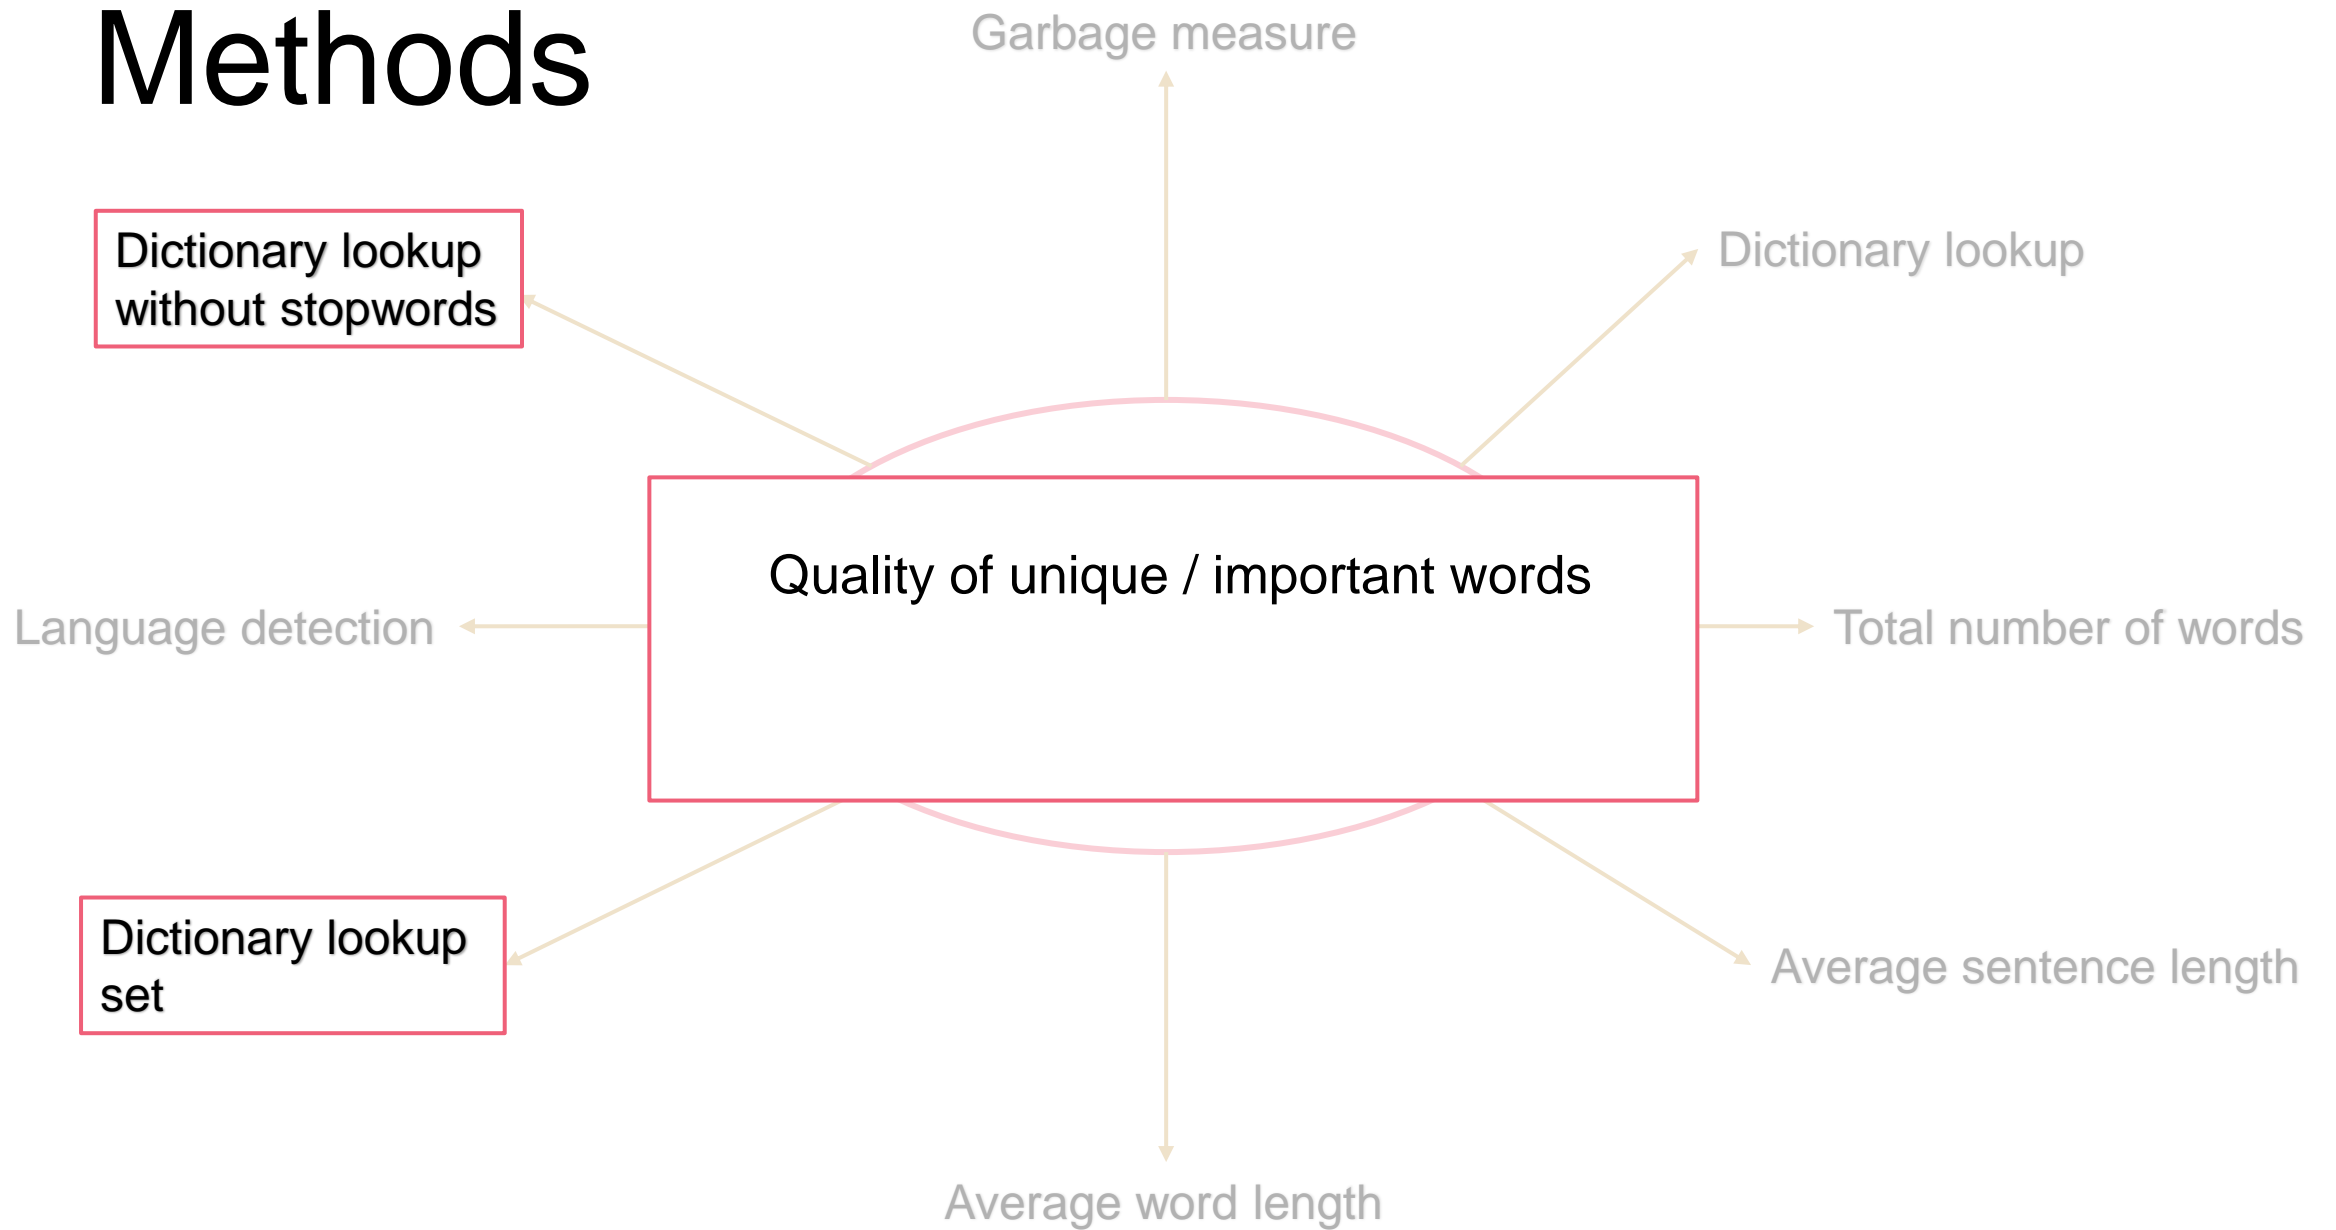 Methods
Garbage measure
Dictionary lookup
without stopwords
Dictionary lookup
Quality of unique / important words
Language detection
Total number of words
Dictionary lookup
set
Average sentence length
Average word length